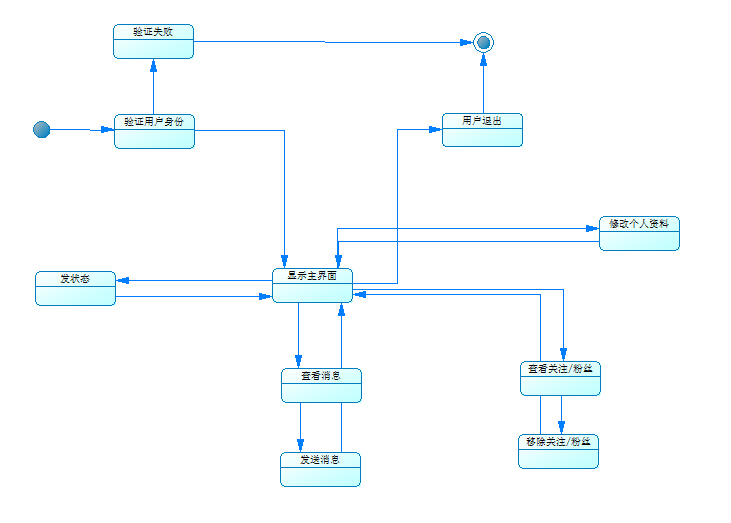 验证失败
验证用户身份
用户退出
修改个人资料
显示主界面
发状态
查看消息
查看关注/粉丝
移除关注/粉丝
发送消息